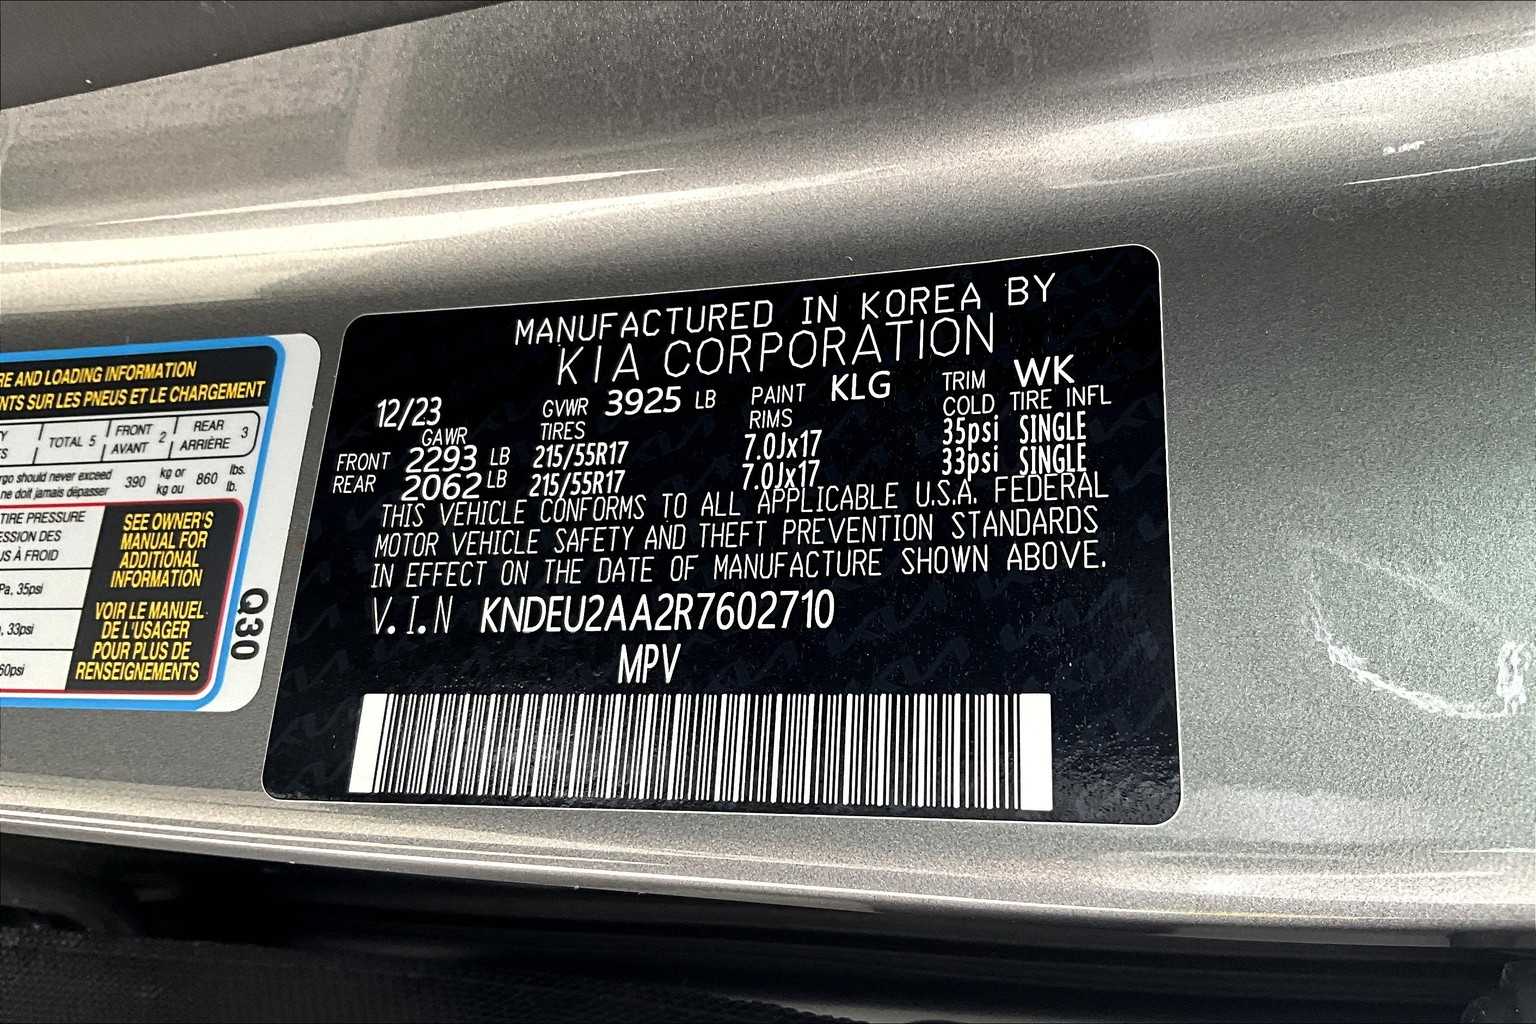 RE AND LOADING INFORMATION
NTS SUR LES PNEUS ET LE CHARGEMENT
TOTAL 5
FRONT
AVANT 2
REAR
ARRIÈRE 3
rgo should never exceed
ne doit jamais dépasser
390 kg or
kg ou
860 lbs.
lb.
TIRE PRESSURE
ESSION DES
US À FROID
Pa, 35psi
, 33psi
60psi
SEE OWNER'S
MANUAL FOR
ADDITIONAL
INFORMATION
VOIR LE MANUEL
DE L'USAGER
POUR PLUS DE
RENSEIGNEMENTS
Q30
MANUFACTURED IN KOREA BY
KIA CORPORATION
12/23 GVWR 3925 LB PAINT KLG TRIM WK
GAWR TIRES RIMS COLD TIRE INFL
FRONT 2293 LB 215/55R17 7.0Jx17 35psi SINGLE
REAR 2062 LB 215/55R17 7.0Jx17 33psi SINGLE
THIS VEHICLE CONFORMS TO ALL APPLICABLE U.S.A. FEDERAL
MOTOR VEHICLE SAFETY AND THEFT PREVENTION STANDARDS
IN EFFECT ON THE DATE OF MANUFACTURE SHOWN ABOVE.
V.I.N KNDEU2AA2R7602710
MPV